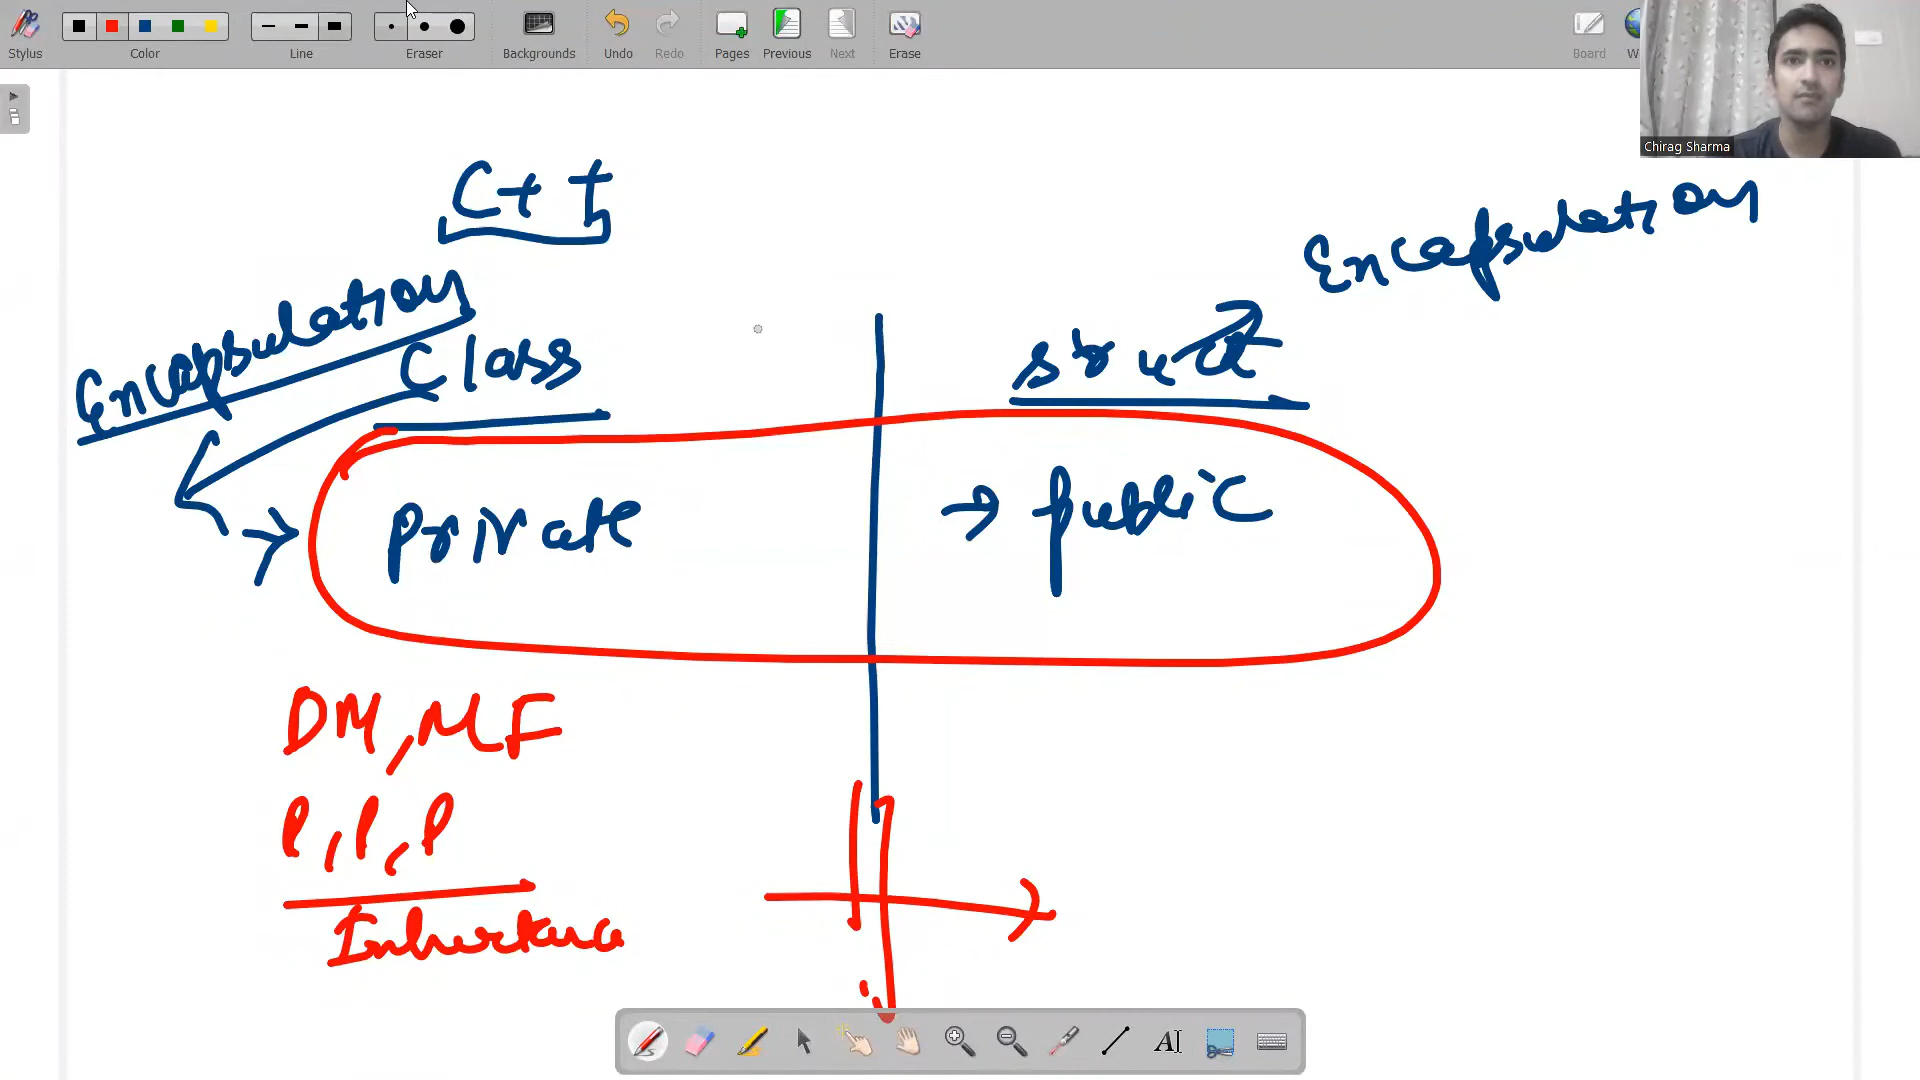 Stylus
Color
Line
Eraser
Backgrounds
Undo
Redo
Pages
Previous
Next
Erase
Board
W
Chirag Sharma
C++
Encapsulation
Encapsulation
Class
struct
Private
→ public
DM, MF
P, P, P
Inheritance
AI